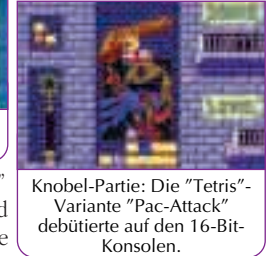 ”
d
e
Knobel-Partie: Die ”Tetris”-
Variante ”Pac-Attack”
debütierte auf den 16-Bit-
Konsolen.